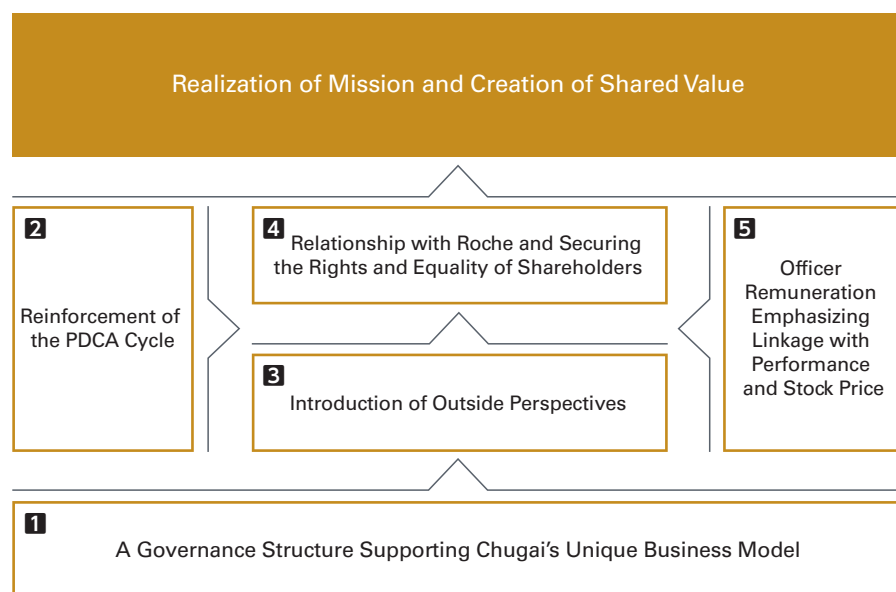 Realization of Mission and Creation of Shared Value
2
Reinforcement of
the PDCA Cycle
4
Relationship with Roche and Securing
the Rights and Equality of Shareholders
3
Introduction of Outside Perspectives
5
Officer
Remuneration
Emphasizing
Linkage with
Performance
and Stock Price
1
A Governance Structure Supporting Chugai’s Unique Business Model